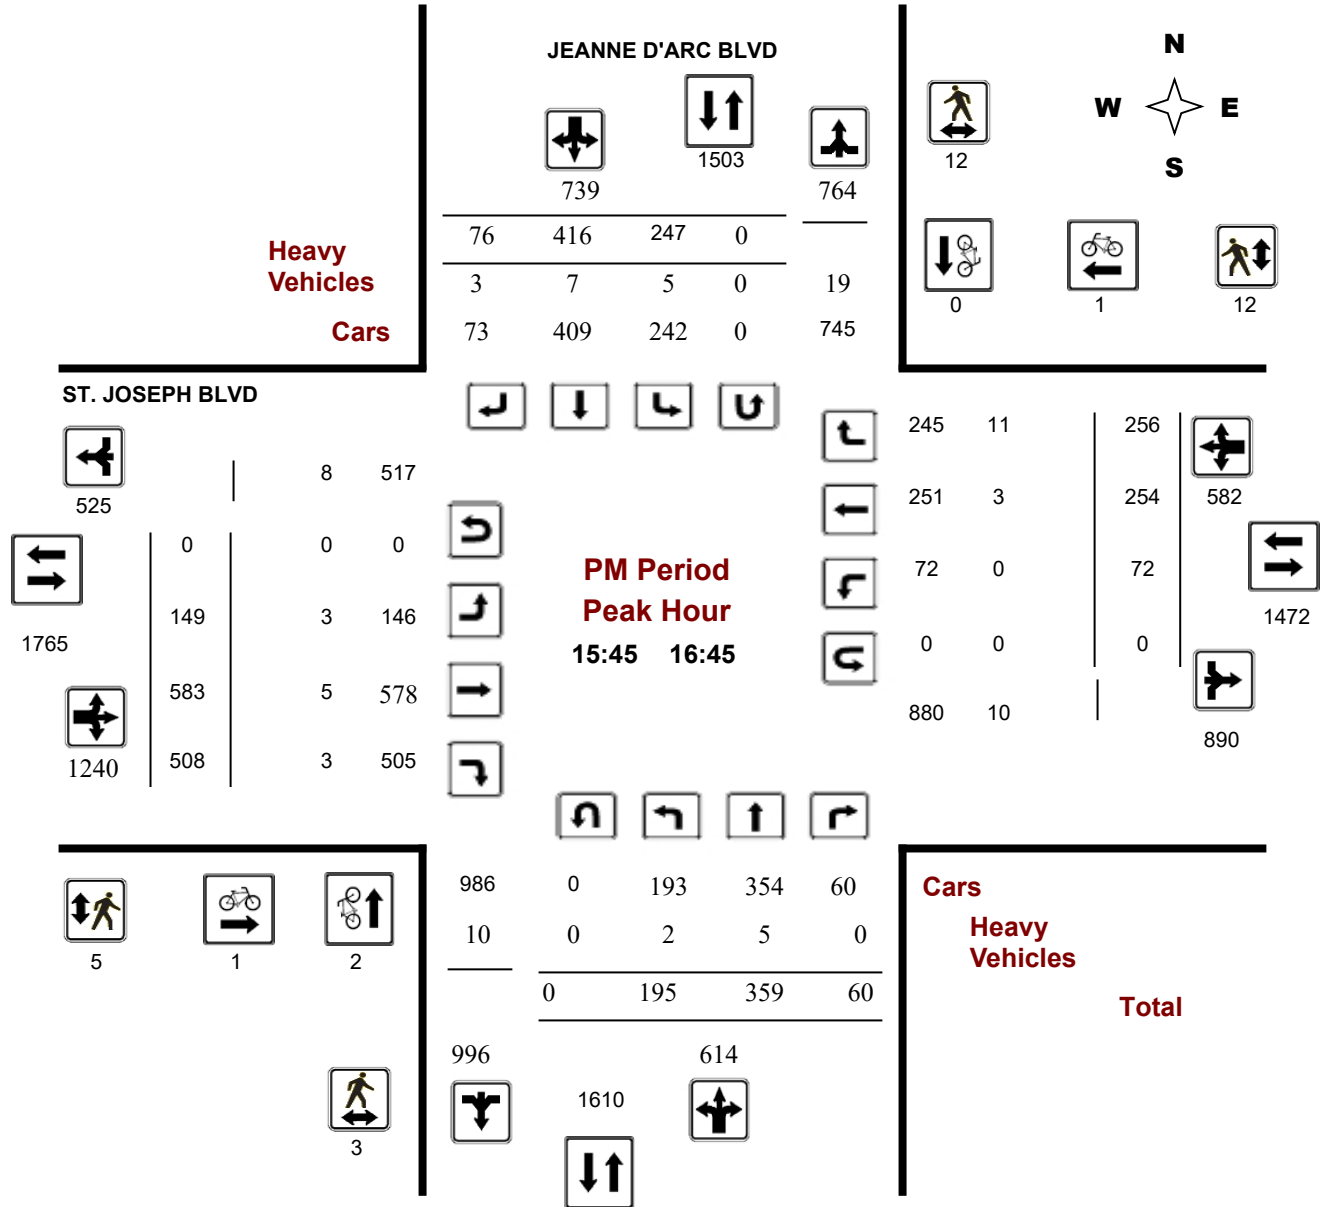 JEANNE D'ARC BLVD
N
W E
S
1503
12
739 764
76 416 247 0
Heavy
Vehicles
3 7 5 0 19
0 1 12
Cars 73 409 242 0 745
ST. JOSEPH BLVD
245 11 256
8 517
525
251 3 254 582
0 0 0
PM Period
72 0 72
Peak Hour
149 3 146
1472
1765
15:45 16:45
0 0 0
583 5 578
880 10
890
1240 508 3 505
986 0 193 354 60 Cars
10 0 2 5 0 Heavy
Vehicles
5 1 2
0 195 359 60 Total
996 614
1610
3